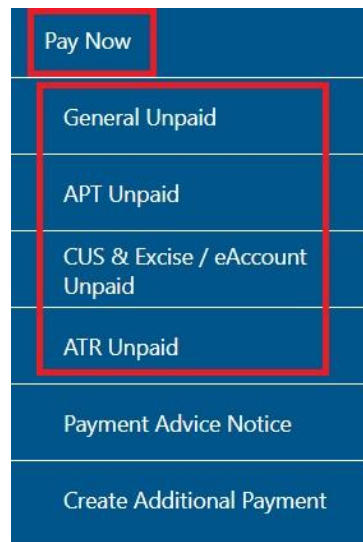 Pay Now
General Unpaid
APT Unpaid
CUS & Excise / eAccount
Unpaid
ATR Unpaid
Payment Advice Notice
Create Additional Payment